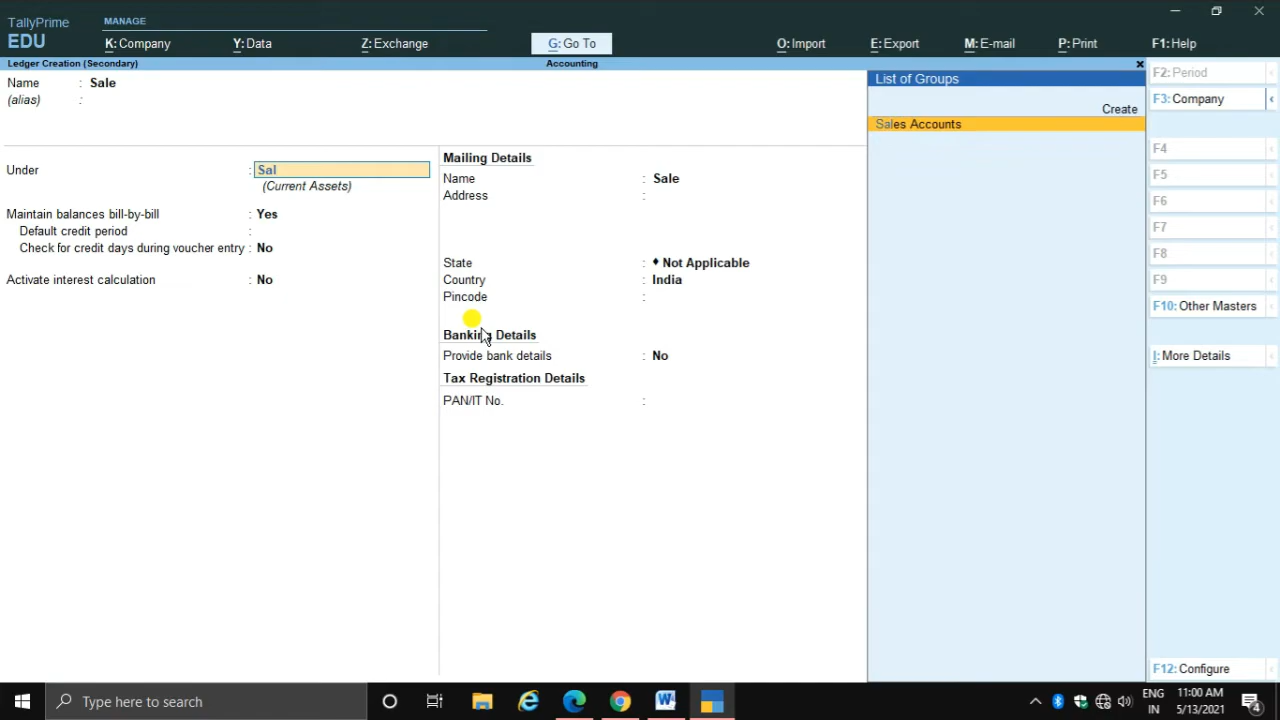 TallyPrime
EDU
MANAGE
K: Company
Y: Data
Z: Exchange
G: Go To
O: Import
E: Export
M: E-mail
P: Print
F1: Help
Ledger Creation (Secondary)
Accounting
Name : Sale
(alias) :
Under : Sal
(Current Assets)
Maintain balances bill-by-bill : Yes
Default credit period :
Check for credit days during voucher entry : No
Activate interest calculation : No
Mailing Details
Name : Sale
Address :
State : ♦ Not Applicable
Country : India
Pincode :
Banking Details
Provide bank details : No
Tax Registration Details
PAN/IT No. :
List of Groups
Create
Sales Accounts
F2: Period
F3: Company
F4
F5
F6
F7
F8
F9
F10: Other Masters
I: More Details
F12: Configure
Type here to search
ENG
IN
11:00 AM
5/13/2021
4